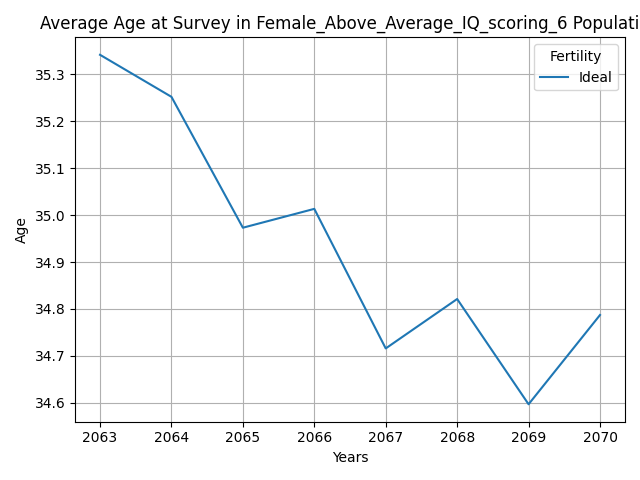 Average Age at Survey in Female_Above_Average_IQ_scoring_6 Populati
Fertility
Ideal
35.3
35.2
35.1
35.0
34.9
34.8
34.7
34.6
Age
2063 2064 2065 2066 2067 2068 2069 2070
Years